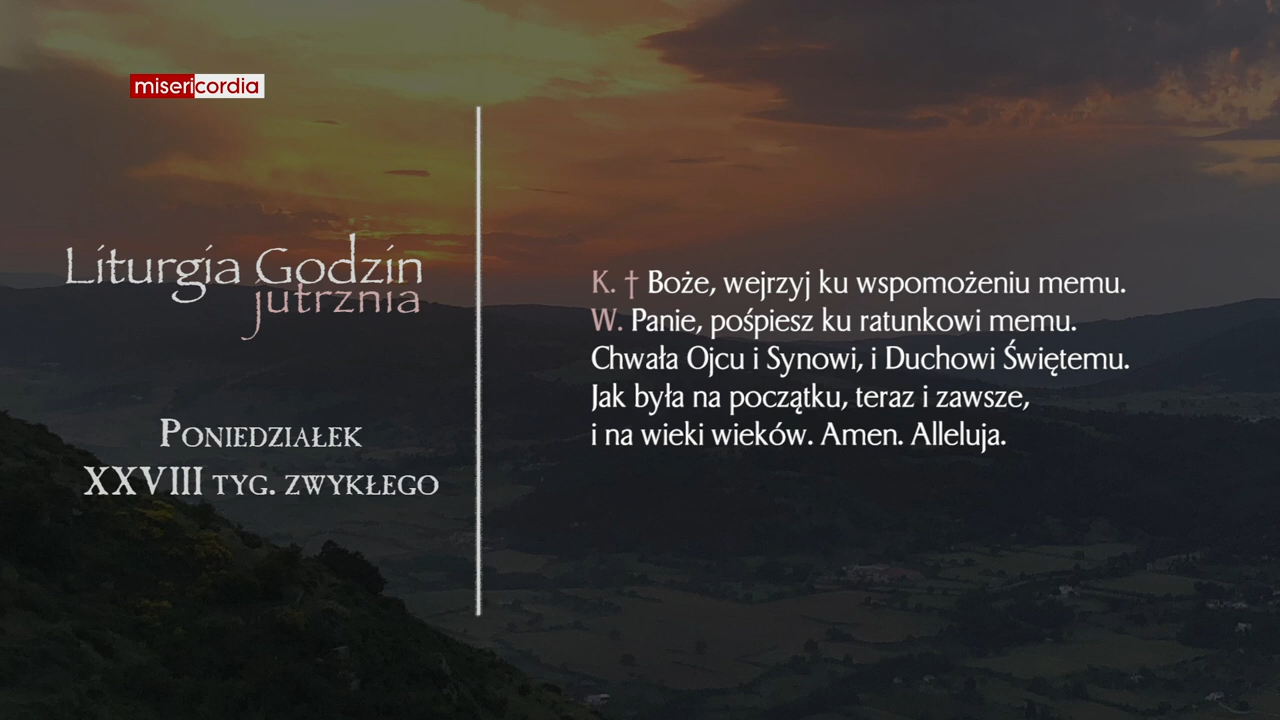 misericordia
Liturgia Godzin
jutrznia
Poniedziałek
XXVIII tyg. zwykłego
K. † Boże, wejrzyj ku wspomożeniu memu.
W. Panie, pośpiesz ku ratunkowi memu.
Chwała Ojcu i Synowi, i Duchowi Świętemu.
Jak była na początku, teraz i zawsze,
i na wieki wieków. Amen. Alleluja.